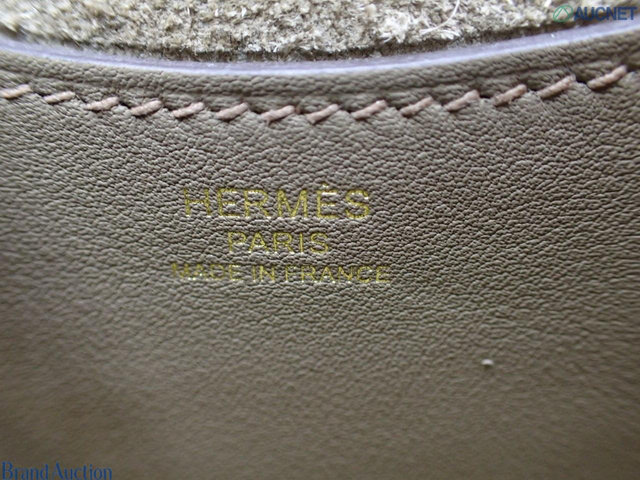 AUCNET
HERMÈS
PARIS
MADE IN FRANCE
Brand Auction